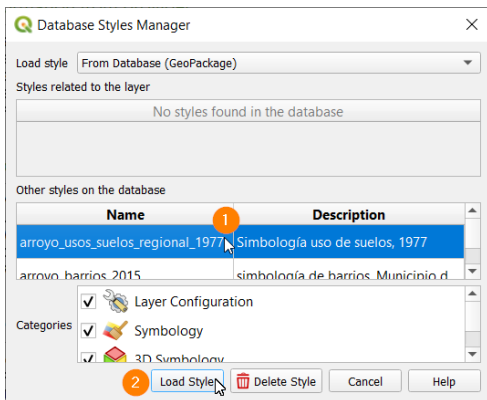 Database Styles Manager
Load style From Database (GeoPackage)
Styles related to the layer
No styles found in the database
Other styles on the database
Name Description
1
arroyo_usos_suelos_regional_1977 Simbología uso de suelos, 1977
arroyo_barrios_2015 simbología de barrios, Municipio d
Layer Configuration
Categories Symbology
3D Symbology
2 Load Style Delete Style Cancel Help